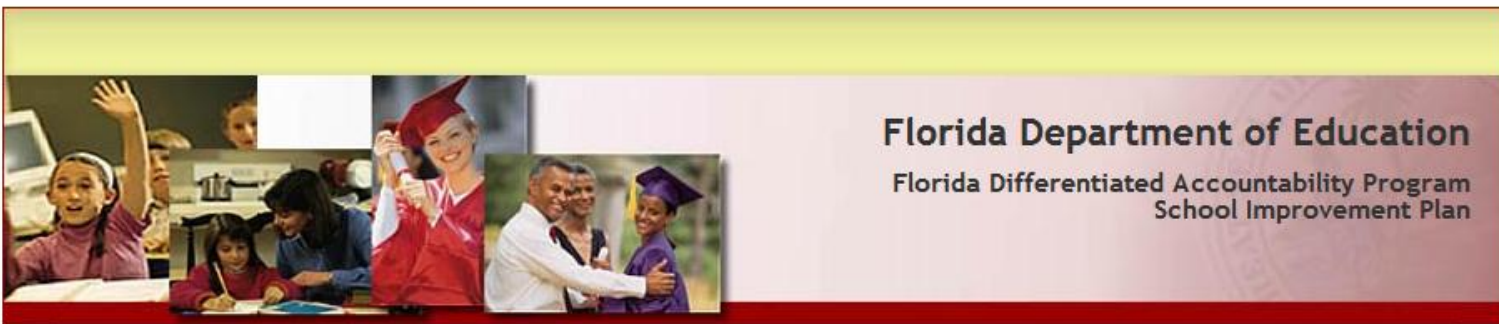 Florida Department of Education
Florida Differentiated Accountability Program
School Improvement Plan